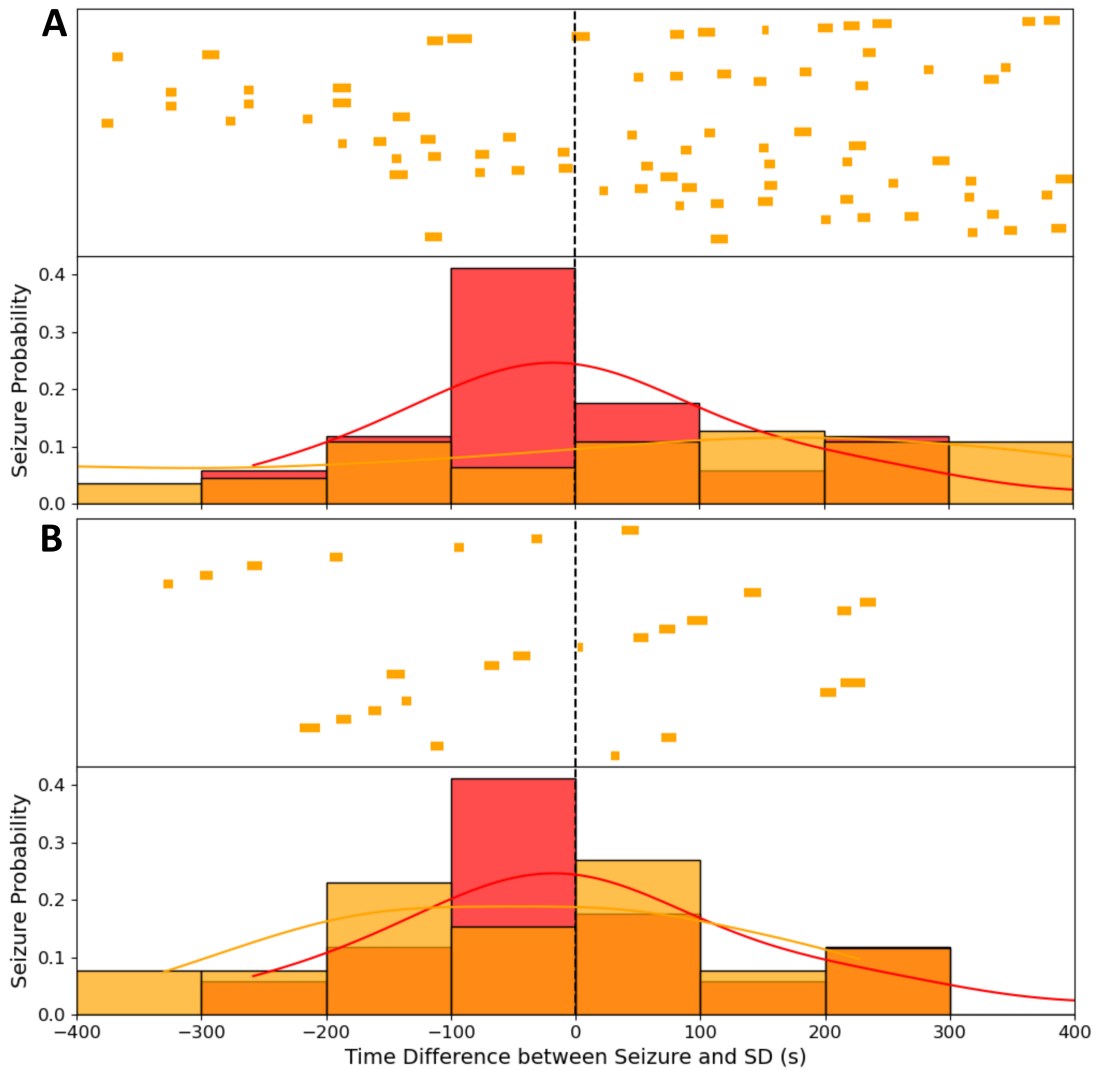 A
0.4
0.3
0.2
0.1
0.0
Seizure Probability
B
0.4
0.3
0.2
0.1
0.0
Seizure Probability
−400 −300 −200 −100 0 100 200 300 400
Time Difference between Seizure and SD (s)